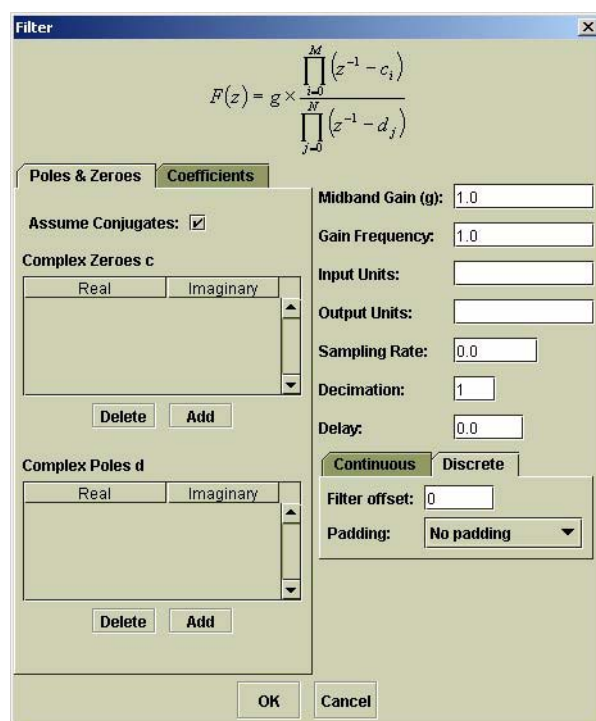 Filter
F(z) = g × ∏ i=0 M (z⁻¹ − cᵢ) / ∏ j=0 N (z⁻¹ − dⱼ)
Poles & Zeroes Coefficients
Assume Conjugates:
Complex Zeroes c
Real Imaginary
Delete Add
Complex Poles d
Real Imaginary
Delete Add
Midband Gain (g): 1.0
Gain Frequency: 1.0
Input Units:
Output Units:
Sampling Rate: 0.0
Decimation: 1
Delay: 0.0
Continuous Discrete
Filter offset: 0
Padding: No padding
OK Cancel